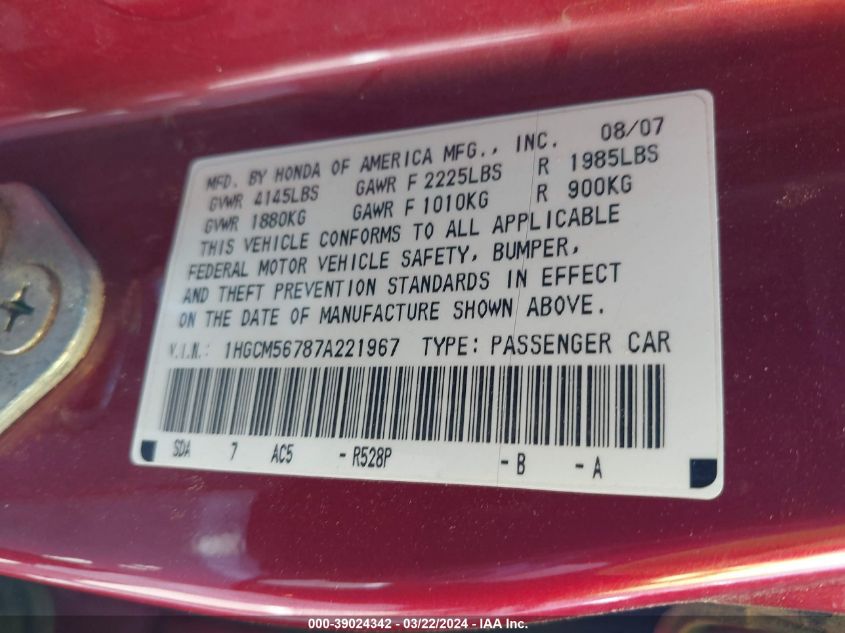 MFD. BY HONDA OF AMERICA MFG., INC. 08/07
GVWR 4145LBS GAWR F 2225LBS R 1985LBS
GVWR 1880KG GAWR F 1010KG R 900KG
THIS VEHICLE CONFORMS TO ALL APPLICABLE
FEDERAL MOTOR VEHICLE SAFETY, BUMPER,
AND THEFT PREVENTION STANDARDS IN EFFECT
ON THE DATE OF MANUFACTURE SHOWN ABOVE.
V.I.N.: 1HGCM56787A221967 TYPE: PASSENGER CAR
SDA 7 AC5 - R528P - B - A
000-39024342 / 03/22/2024 - IAA Inc.